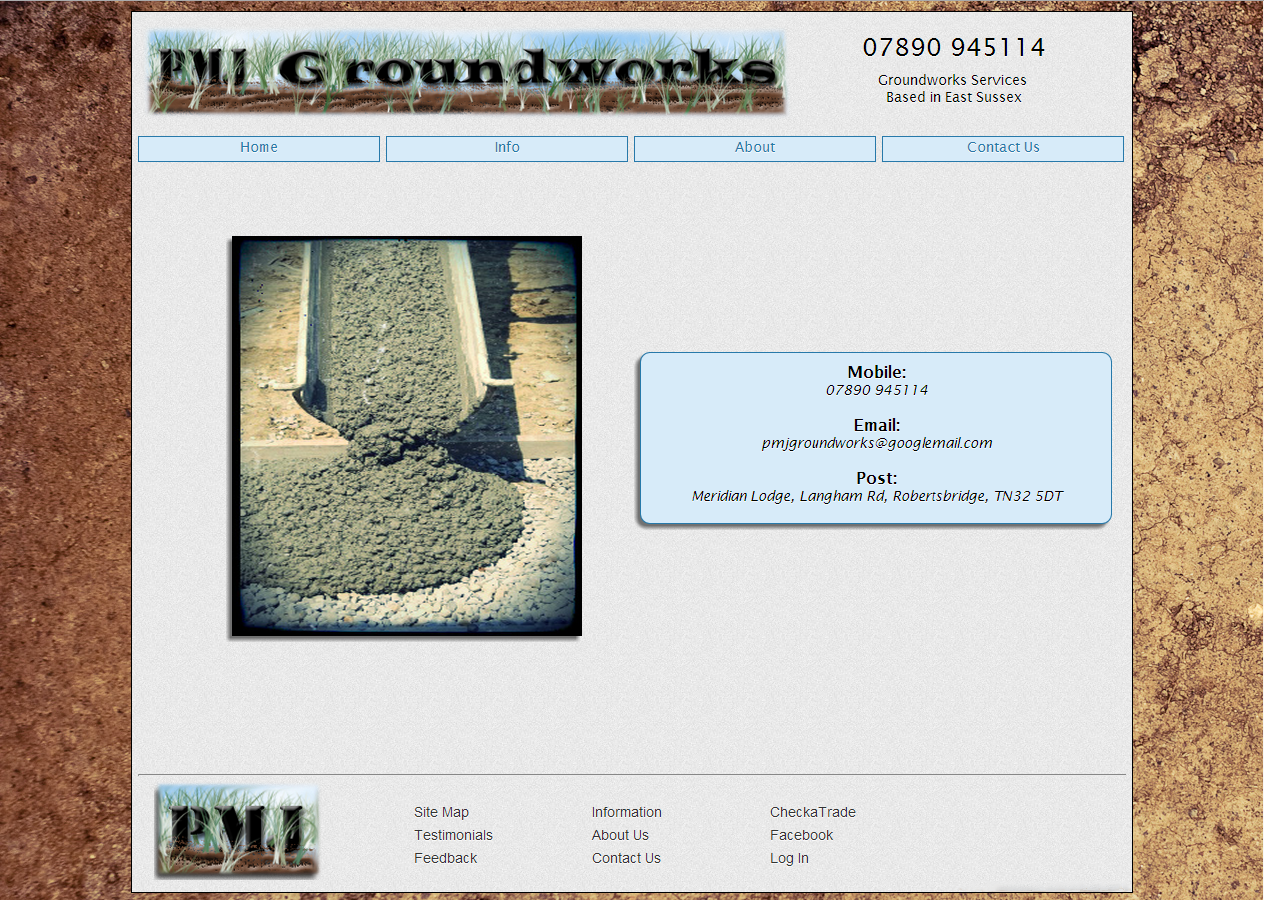 PMJ Groundworks
07890 945114
Groundworks Services
Based in East Sussex
Home
Info
About
Contact Us
Mobile:
07890 945114
Email:
pmjgroundworks@googlemail.com
Post:
Meridian Lodge, Langham Rd, Robertsbridge, TN32 5DT
PMJ
Site Map
Testimonials
Feedback
Information
About Us
Contact Us
CheckaTrade
Facebook
Log In